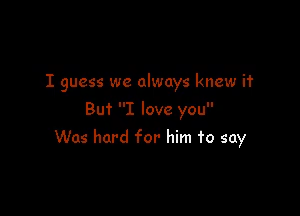 I guess we always knew it
But "I love you"
Was hard for him to say